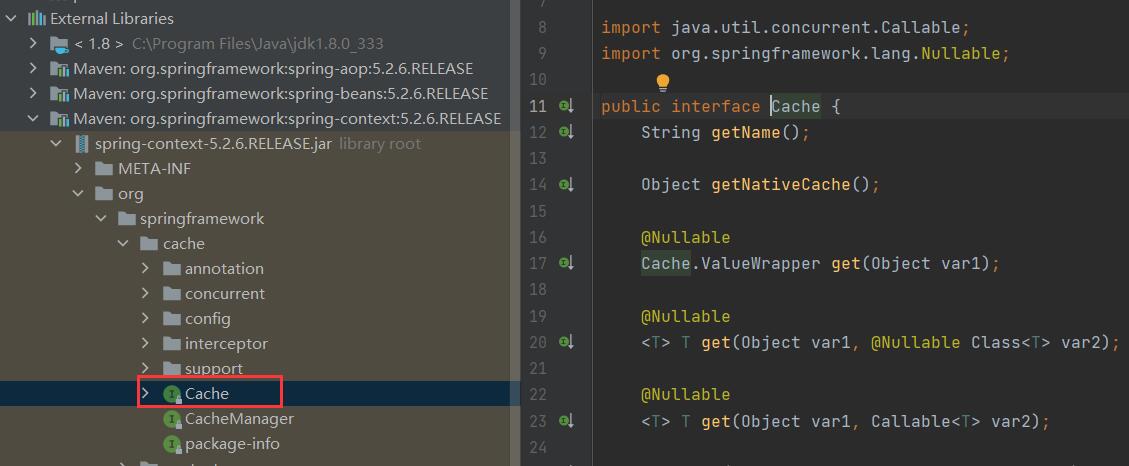 External Libraries
< 1.8 > C:\Program Files\Java\jdk1.8.0_333
Maven: org.springframework:spring-aop:5.2.6.RELEASE
Maven: org.springframework:spring-beans:5.2.6.RELEASE
Maven: org.springframework:spring-context:5.2.6.RELEASE
spring-context-5.2.6.RELEASE.jar library root
META-INF
org
springframework
cache
annotation
concurrent
config
interceptor
support
Cache
CacheManager
package-info
7
8 import java.util.concurrent.Callable;
9 import org.springframework.lang.Nullable;
10
11 public interface Cache {
12 String getName();
13
14 Object getNativeCache();
15
16 @Nullable
17 Cache.ValueWrapper get(Object var1);
18
19 @Nullable
20 <T> T get(Object var1, @Nullable Class<T> var2);
21
22 @Nullable
23 <T> T get(Object var1, Callable<T> var2);
24